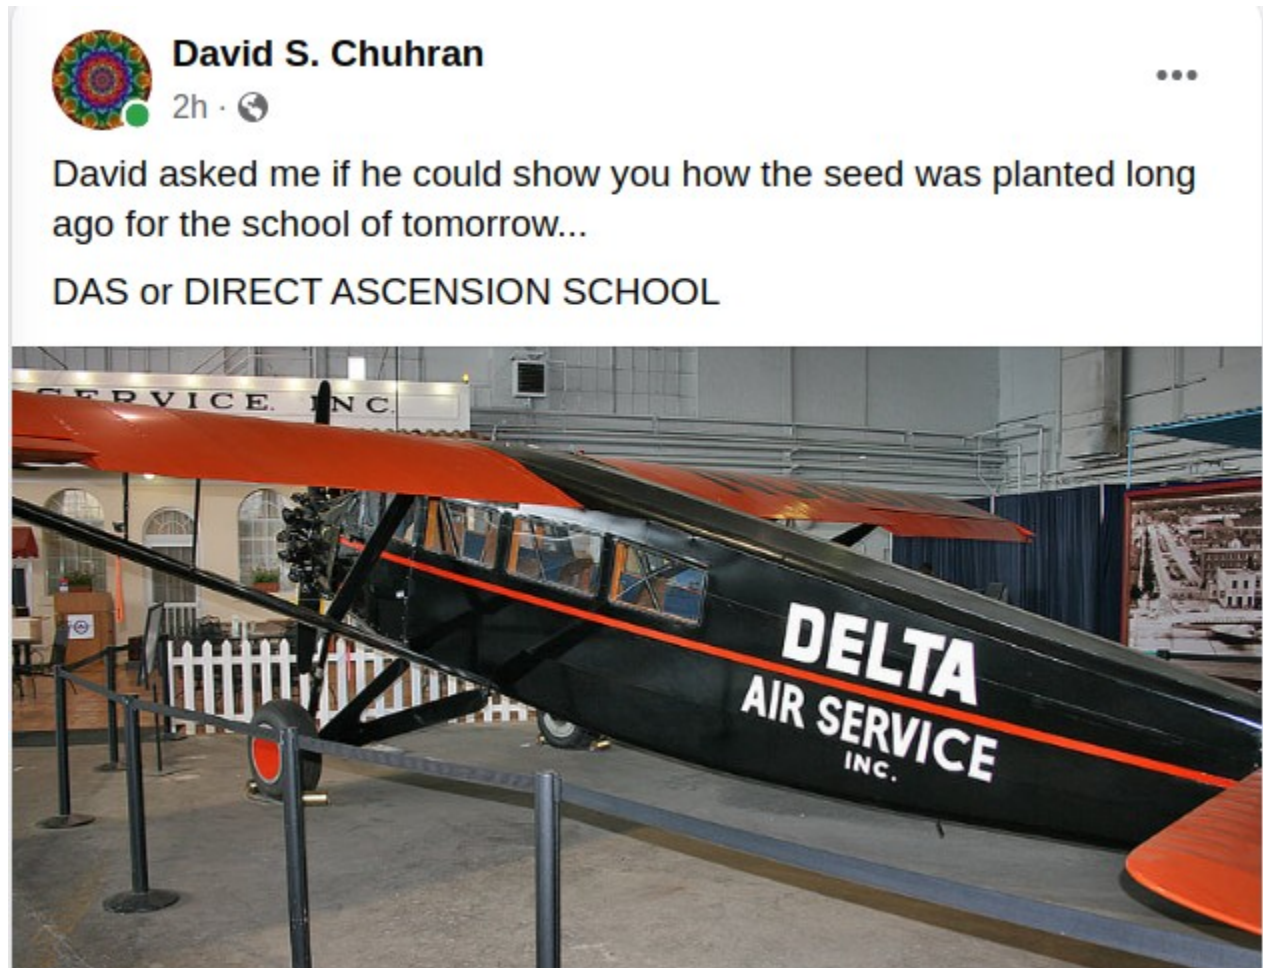 David S. Chuhran
2h ·
David asked me if he could show you how the seed was planted long
ago for the school of tomorrow...
DAS or DIRECT ASCENSION SCHOOL
SERVICE INC.
DELTA
AIR SERVICE
INC.